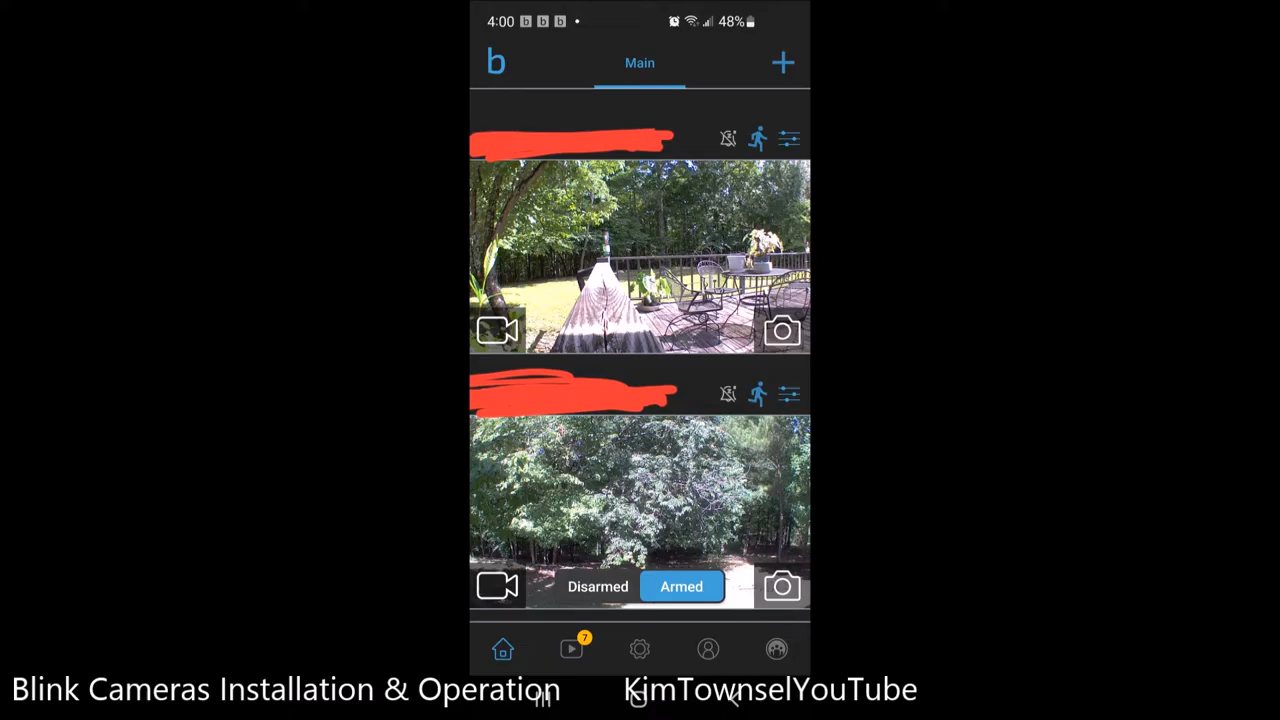 4:00 b b b 48%
b Main
Disarmed Armed
7
Blink Cameras Installation & Operation KimTownselYouTube